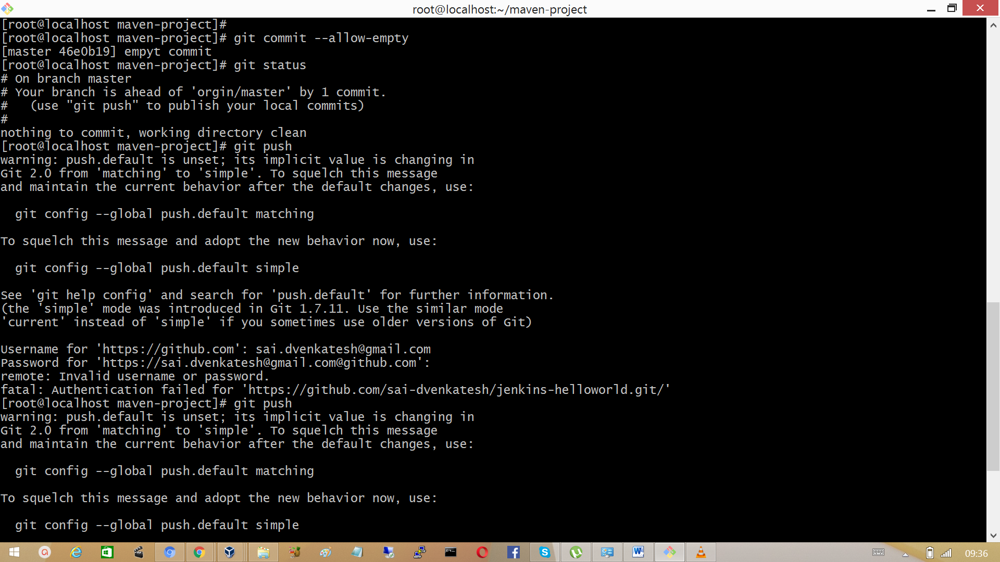 root@localhost:~/maven-project
[root@localhost maven-project]#
[root@localhost maven-project]# git commit --allow-empty
[master 46e0b19] empyt commit
[root@localhost maven-project]# git status
# On branch master
# Your branch is ahead of 'orgin/master' by 1 commit.
#   (use "git push" to publish your local commits)
#
nothing to commit, working directory clean
[root@localhost maven-project]# git push
warning: push.default is unset; its implicit value is changing in
Git 2.0 from 'matching' to 'simple'. To squelch this message
and maintain the current behavior after the default changes, use:
  git config --global push.default matching
To squelch this message and adopt the new behavior now, use:
  git config --global push.default simple
See 'git help config' and search for 'push.default' for further information.
(the 'simple' mode was introduced in Git 1.7.11. Use the similar mode
'current' instead of 'simple' if you sometimes use older versions of Git)
Username for 'https://github.com': sai.dvenkatesh@gmail.com
Password for 'https://sai.dvenkatesh@gmail.com@github.com':
remote: Invalid username or password.
fatal: Authentication failed for 'https://github.com/sai-dvenkatesh/jenkins-helloworld.git/'
[root@localhost maven-project]# git push
warning: push.default is unset; its implicit value is changing in
Git 2.0 from 'matching' to 'simple'. To squelch this message
and maintain the current behavior after the default changes, use:
  git config --global push.default matching
To squelch this message and adopt the new behavior now, use:
  git config --global push.default simple
09:36